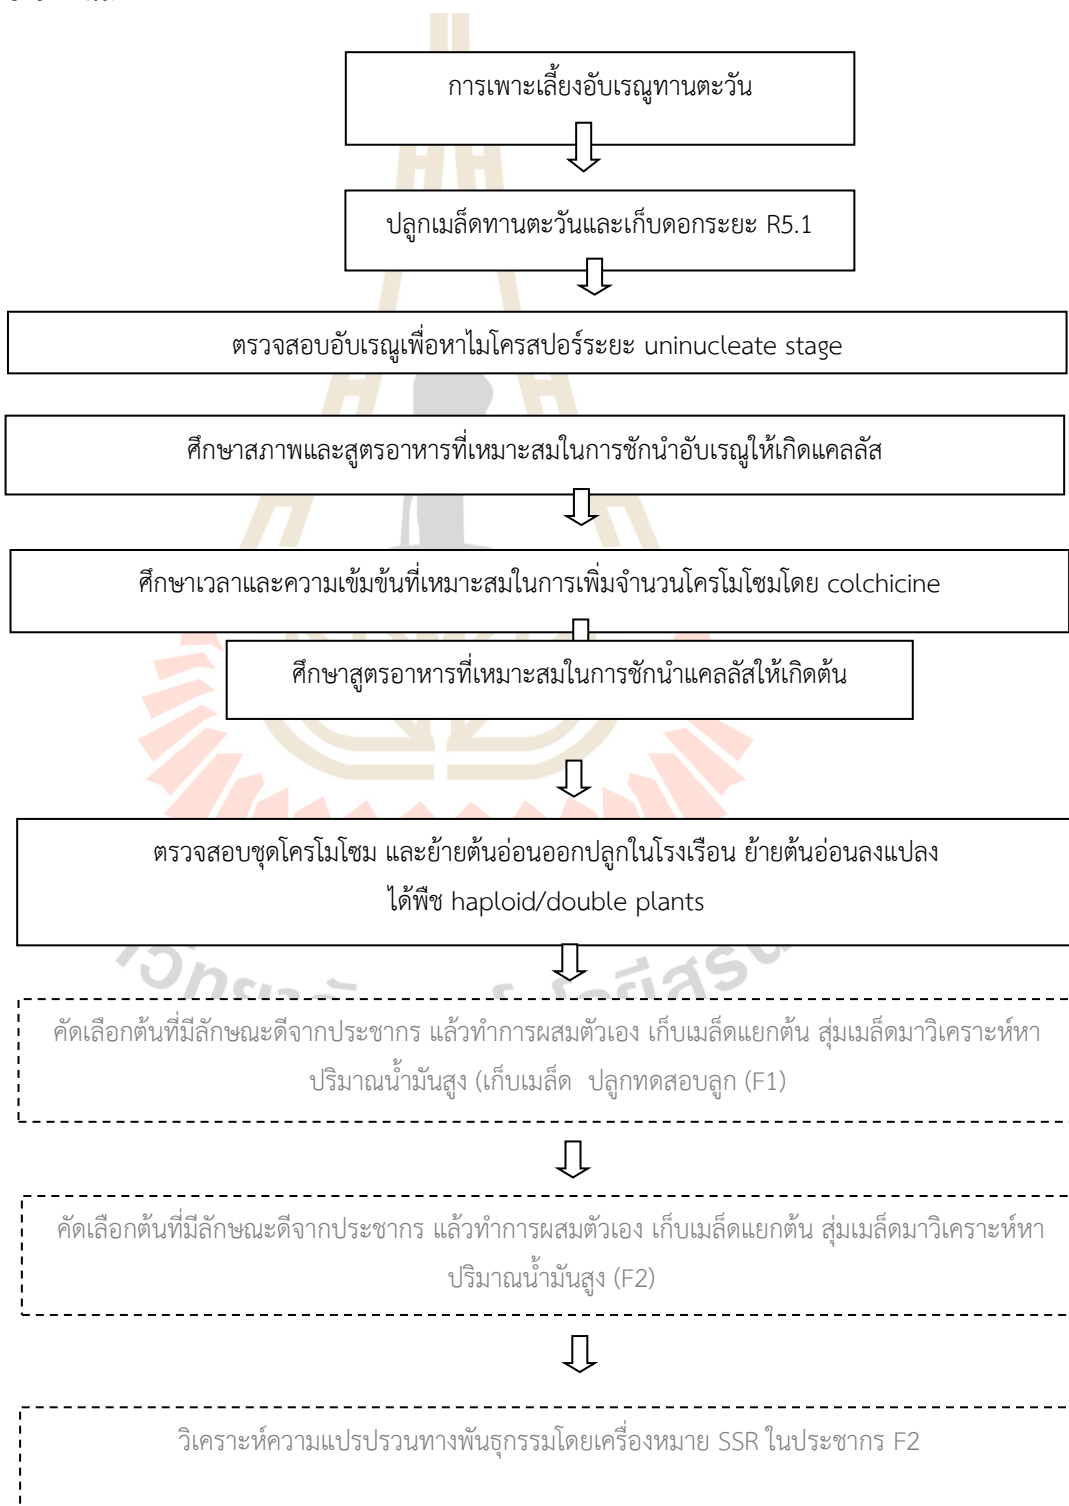 การเพาะเลี้ยงอับเรณูทานตะวัน
ปลูกเมล็ดทานตะวันและเก็บดอกระยะ R5.1
ตรวจสอบอับเรณูเพื่อหาไมโครสปอร์ระยะ uninucleate stage
ศึกษาสภาพและสูตรอาหารที่เหมาะสมในการชักนำอับเรณูให้เกิดแคลลัส
ศึกษาเวลาและความเข้มข้นที่เหมาะสมในการเพิ่มจำนวนโครโมโซมโดย colchicine
ศึกษาสูตรอาหารที่เหมาะสมในการชักนำแคลลัสให้เกิดต้น
ตรวจสอบชุดโครโมโซม และย้ายต้นอ่อนออกปลูกในโรงเรือน ย้ายต้นอ่อนลงแปลง
ได้พืช haploid/double plants
คัดเลือกต้นที่มีลักษณะดีจากประชากร แล้วทำการผสมตัวเอง เก็บเมล็ดแยกต้น สุ่มเมล็ดมาวิเคราะห์หา
ปริมาณน้ำมันสูง (เก็บเมล็ด ปลูกทดสอบลูก (F1)
คัดเลือกต้นที่มีลักษณะดีจากประชากร แล้วทำการผสมตัวเอง เก็บเมล็ดแยกต้น สุ่มเมล็ดมาวิเคราะห์หา
ปริมาณน้ำมันสูง (F2)
วิเคราะห์ความแปรปรวนทางพันธุกรรมโดยเครื่องหมาย SSR ในประชากร F2